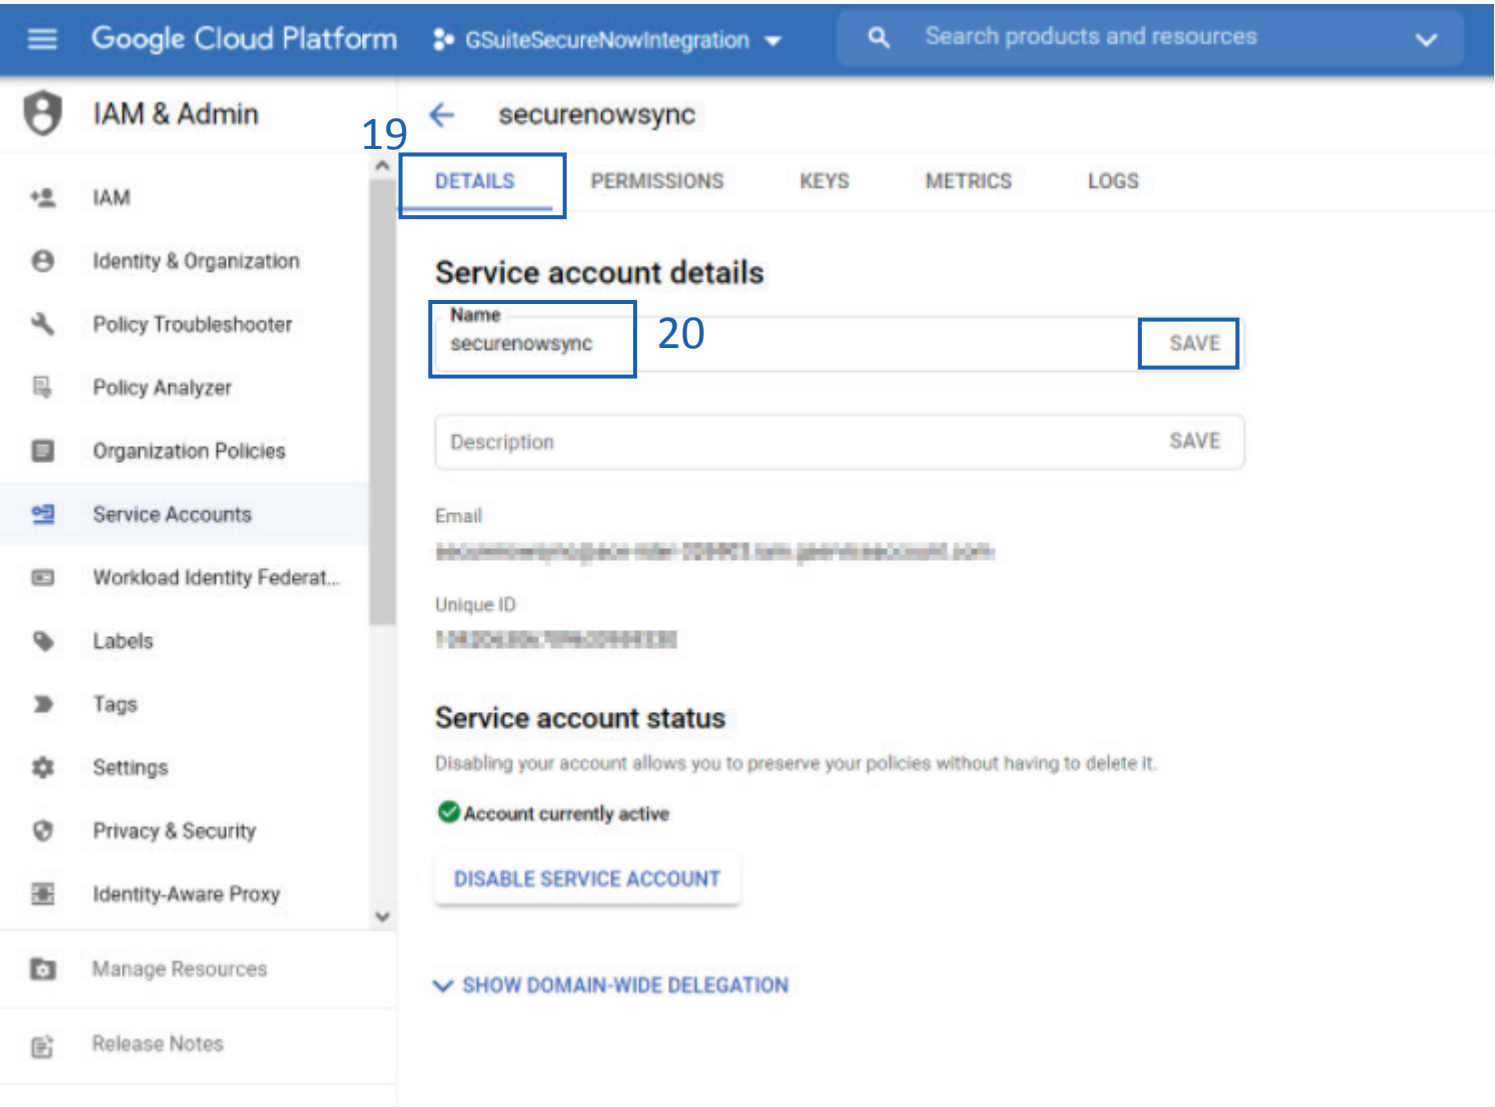 Google Cloud Platform
GSuiteSecureNowIntegration
Search products and resources
IAM & Admin
securenowsync
19
DETAILS
PERMISSIONS
KEYS
METRICS
LOGS
IAM
Identity & Organization
Policy Troubleshooter
Policy Analyzer
Organization Policies
Service Accounts
Workload Identity Federat...
Labels
Tags
Settings
Privacy & Security
Identity-Aware Proxy
Manage Resources
Release Notes
Service account details
Name
securenowsync
20
SAVE
Description
SAVE
Email
Unique ID
Service account status
Disabling your account allows you to preserve your policies without having to delete it.
Account currently active
DISABLE SERVICE ACCOUNT
SHOW DOMAIN-WIDE DELEGATION